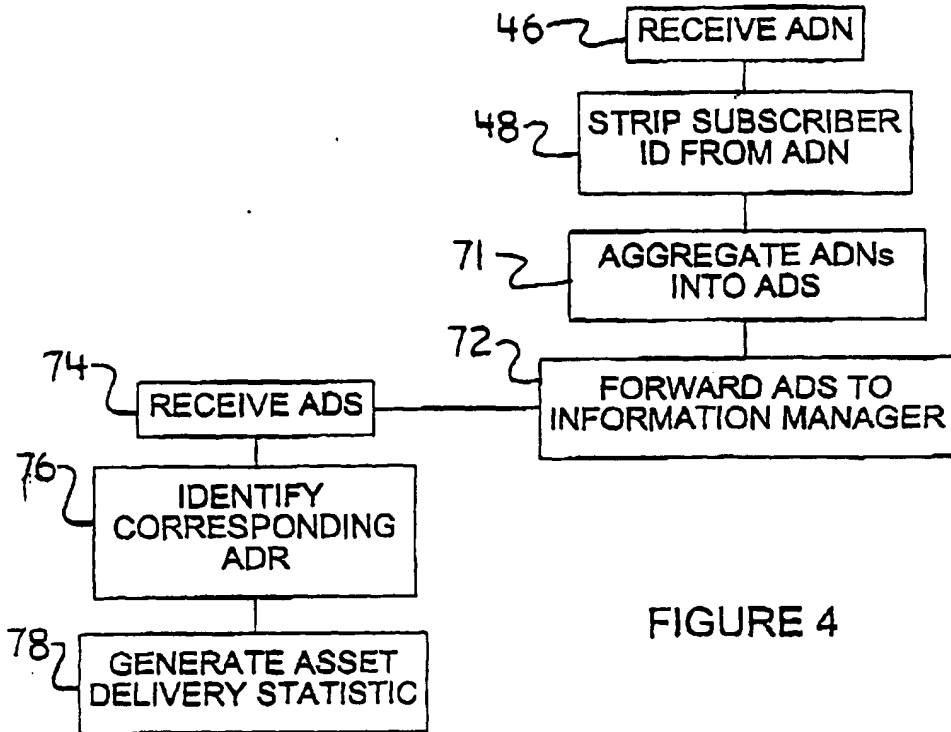 46
RECEIVE ADN
48
STRIP SUBSCRIBER
ID FROM ADN
71
AGGREGATE ADNs
INTO ADS
72
FORWARD ADS TO
INFORMATION MANAGER
74
RECEIVE ADS
76
IDENTIFY
CORRESPONDING
ADR
78
GENERATE ASSET
DELIVERY STATISTIC
FIGURE 4